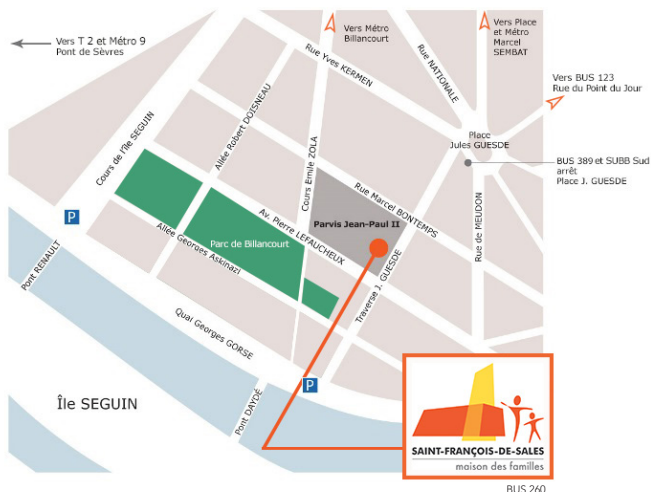 Vers T 2 et Métro 9
Pont de Sèvres
Vers Métro
Billancourt
Vers Place
et Métro
Marcel
SEMBAT
Rue Yves KERMEN
Rue NATIONALE
Vers BUS 123
Rue du Point du Jour
Cours de l'île SEGUIN
Allée Robert DOISNEAU
Cours Emile ZOLA
Place
Jules GUESDE
BUS 389 et SUBB Sud
arrêt
Place J. GUESDE
Rue Marcel BONTEMPS
Rue de MEUDON
P
Parvis Jean-Paul II
Av. Pierre LEFAUCHEUX
Parc de Billancourt
Allée Georges Askinazi
Traverse J. GUESDE
Pont RENAULT
Quai Georges GORSE
P
Île SEGUIN
Pont DAYDÉ
SAINT-FRANÇOIS-DE-SALES
maison des familles
BUS 260